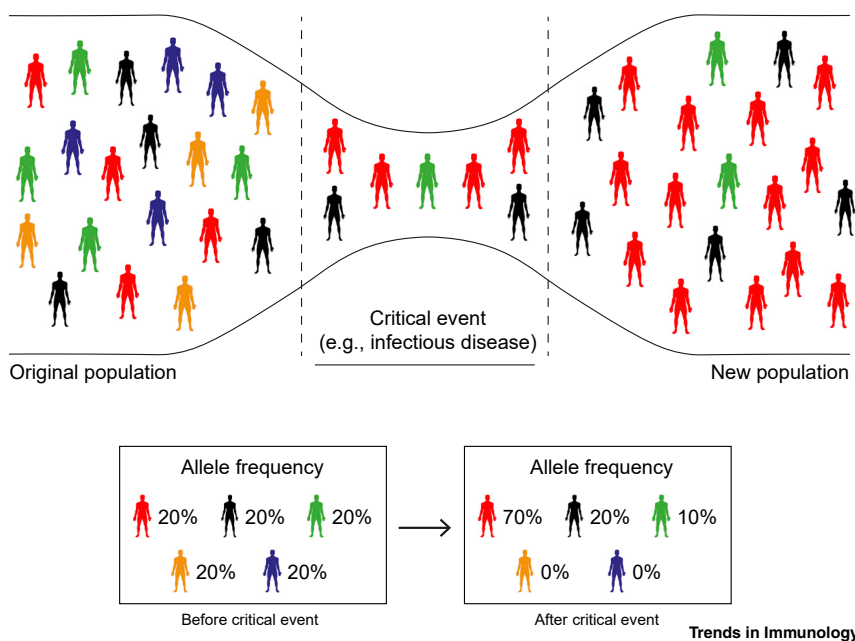 Critical event
(e.g., infectious disease)
Original population
New population
Allele frequency
20% 20% 20%
20% 20%
Before critical event
Allele frequency
70% 20% 10%
0% 0%
After critical event
Trends in Immunology